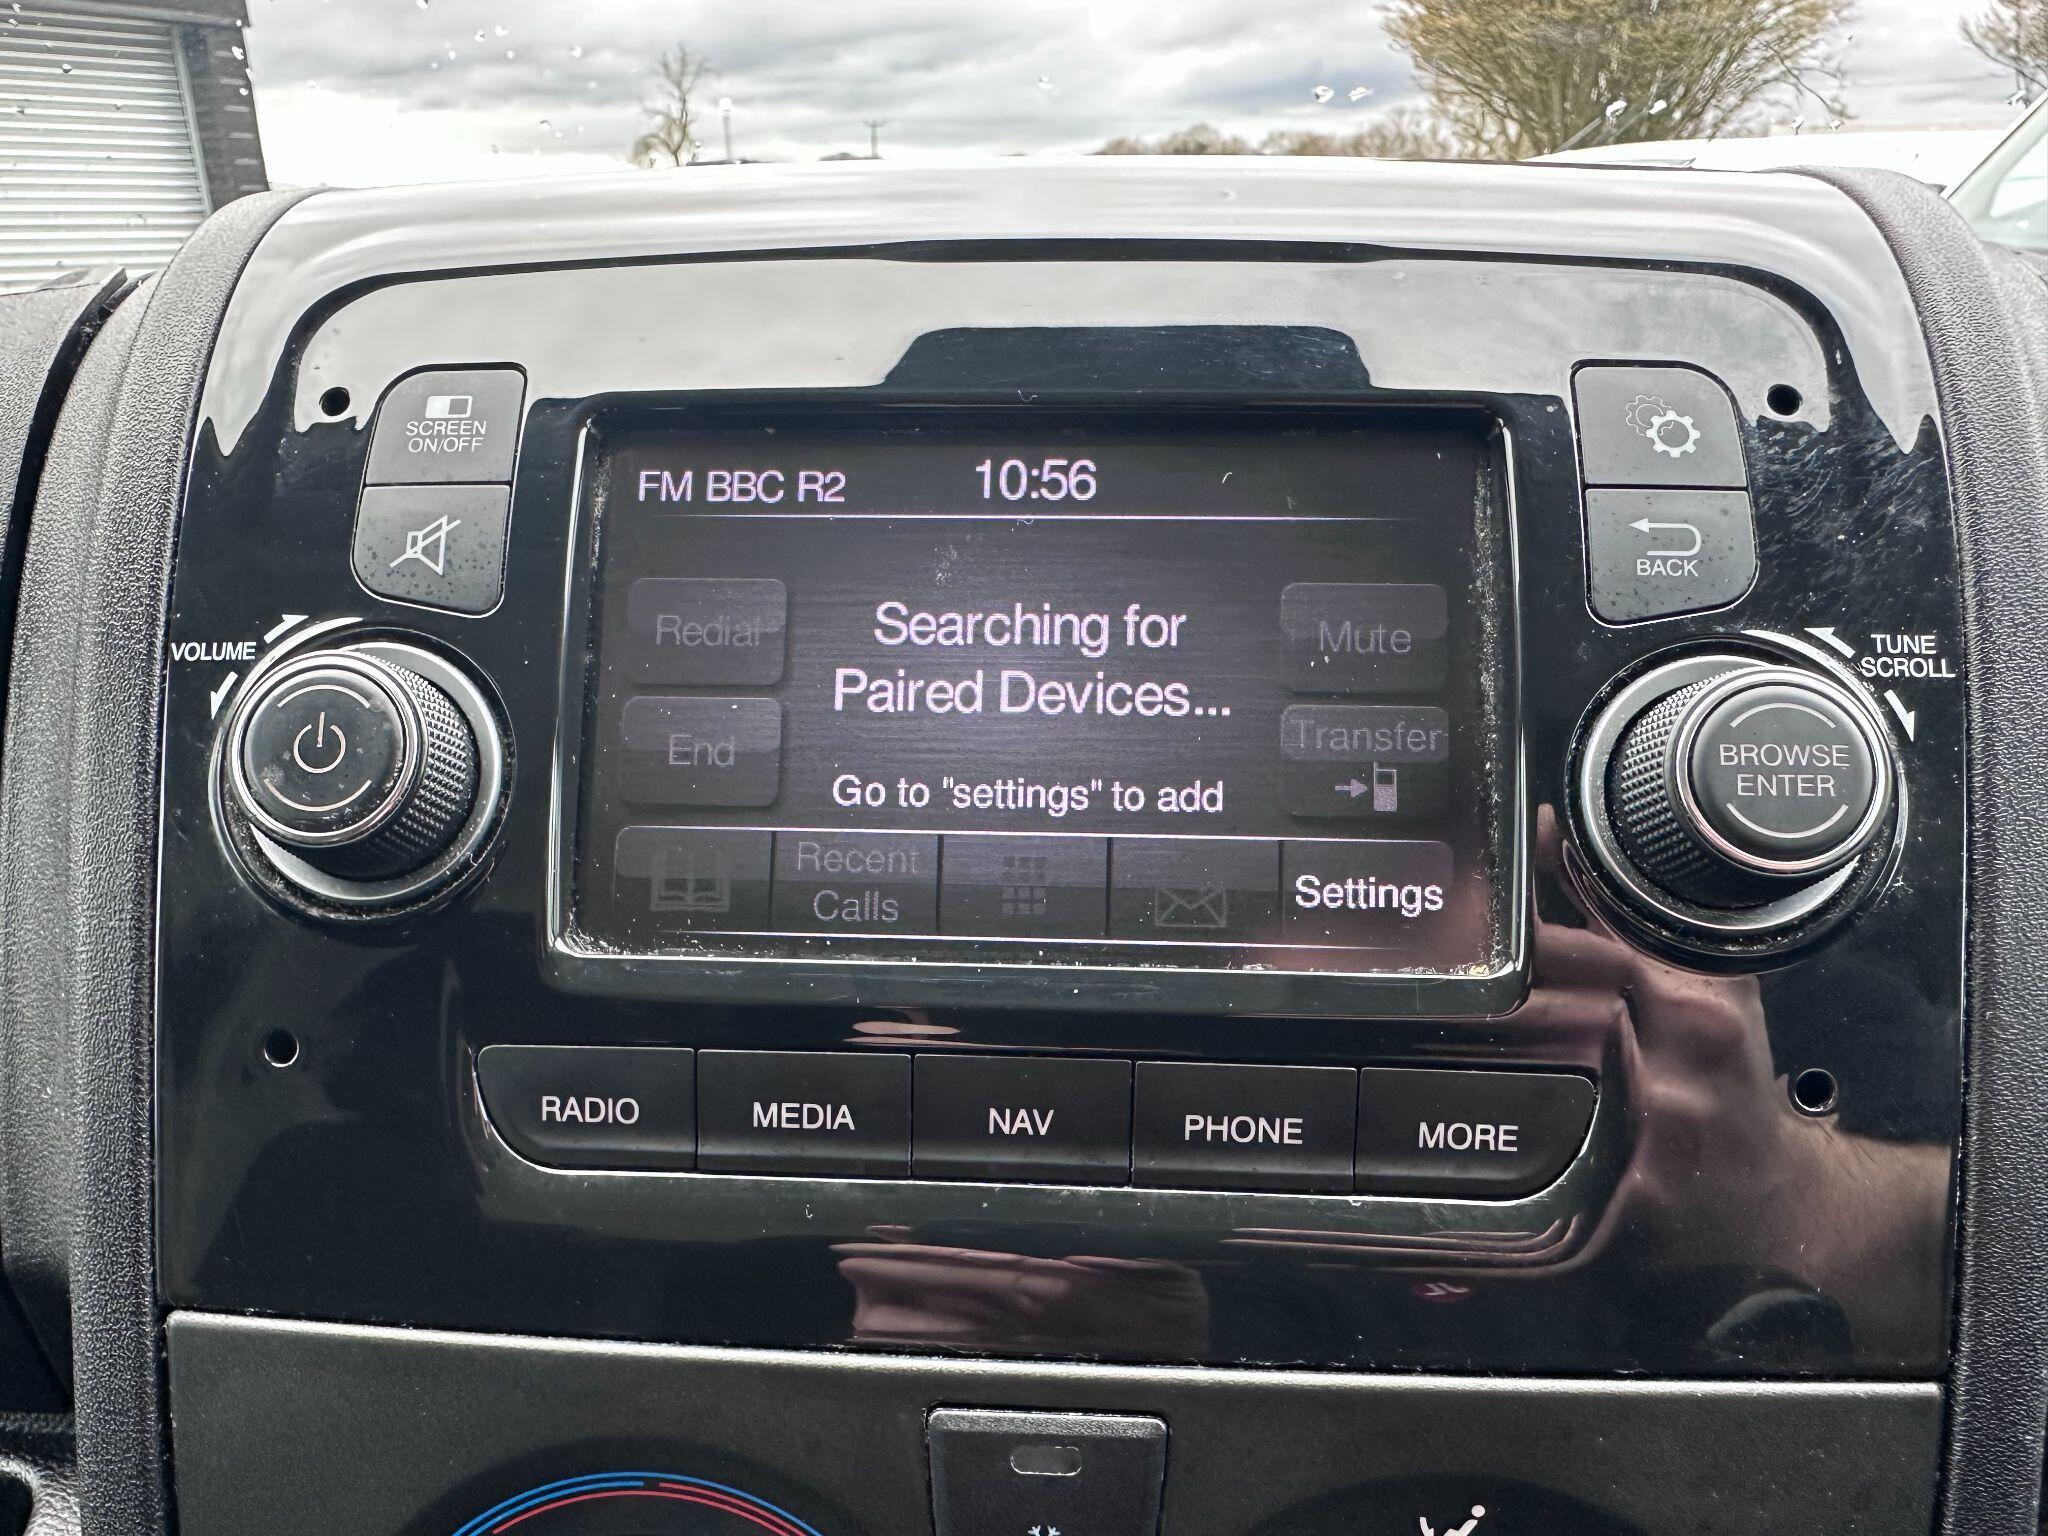 SCREEN
ON/OFF
FM BBC R2
10:56
BACK
VOLUME
TUNE
SCROLL
Redial
Searching for
Paired Devices...
Mute
End
Transfer
BROWSE
ENTER
Go to "settings" to add
Recent
Calls
Settings
RADIO
MEDIA
NAV
PHONE
MORE